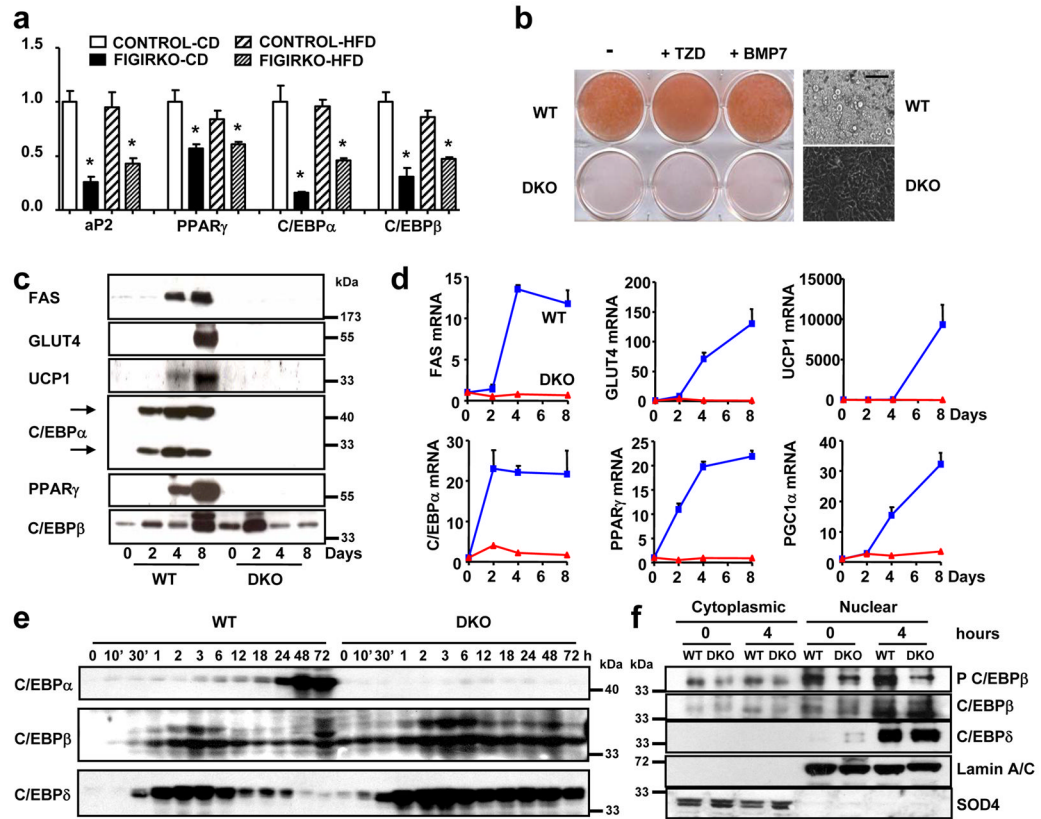 a
CONTROL-CD CONTROL-HFD
FIGIRKO-CD FIGIRKO-HFD
1.0
0.5
0.0
* * * * * * * *
aP2 PPARγ C/EBPα C/EBPβ
b
- + TZD + BMP7
WT WT
DKO DKO
c
kDa
FAS
173
GLUT4 55
UCP1 33
40
C/EBPα
33
PPARγ 55
C/EBPβ 33
0 2 4 8 0 2 4 8 Days
WT DKO
d
FAS mRNA
15
10
5
0
WT
DKO
0 2 4 6 8
GLUT4 mRNA
200
150
100
50
0
0 2 4 6 8
UCP1 mRNA
15000
10000
5000
0
0 2 4 6 8 Days
C/EBPα mRNA
30
20
10
0
0 2 4 6 8
PPARγ mRNA
25
20
15
10
5
0
0 2 4 6 8
PGC1α mRNA
40
30
20
10
0
0 2 4 6 8 Days
e
WT DKO
0 10' 30' 1 2 3 6 12 18 24 48 72 0 10' 30' 1 2 3 6 12 18 24 48 72 h
kDa
C/EBPα 40
C/EBPβ 33
C/EBPδ 33
f
Cytoplasmic Nuclear
0 4 0 4 hours
WT DKO WT DKO WT DKO WT DKO
kDa
33 P C/EBPβ
33 C/EBPβ
33 C/EBPδ
72 Lamin A/C
33 SOD4